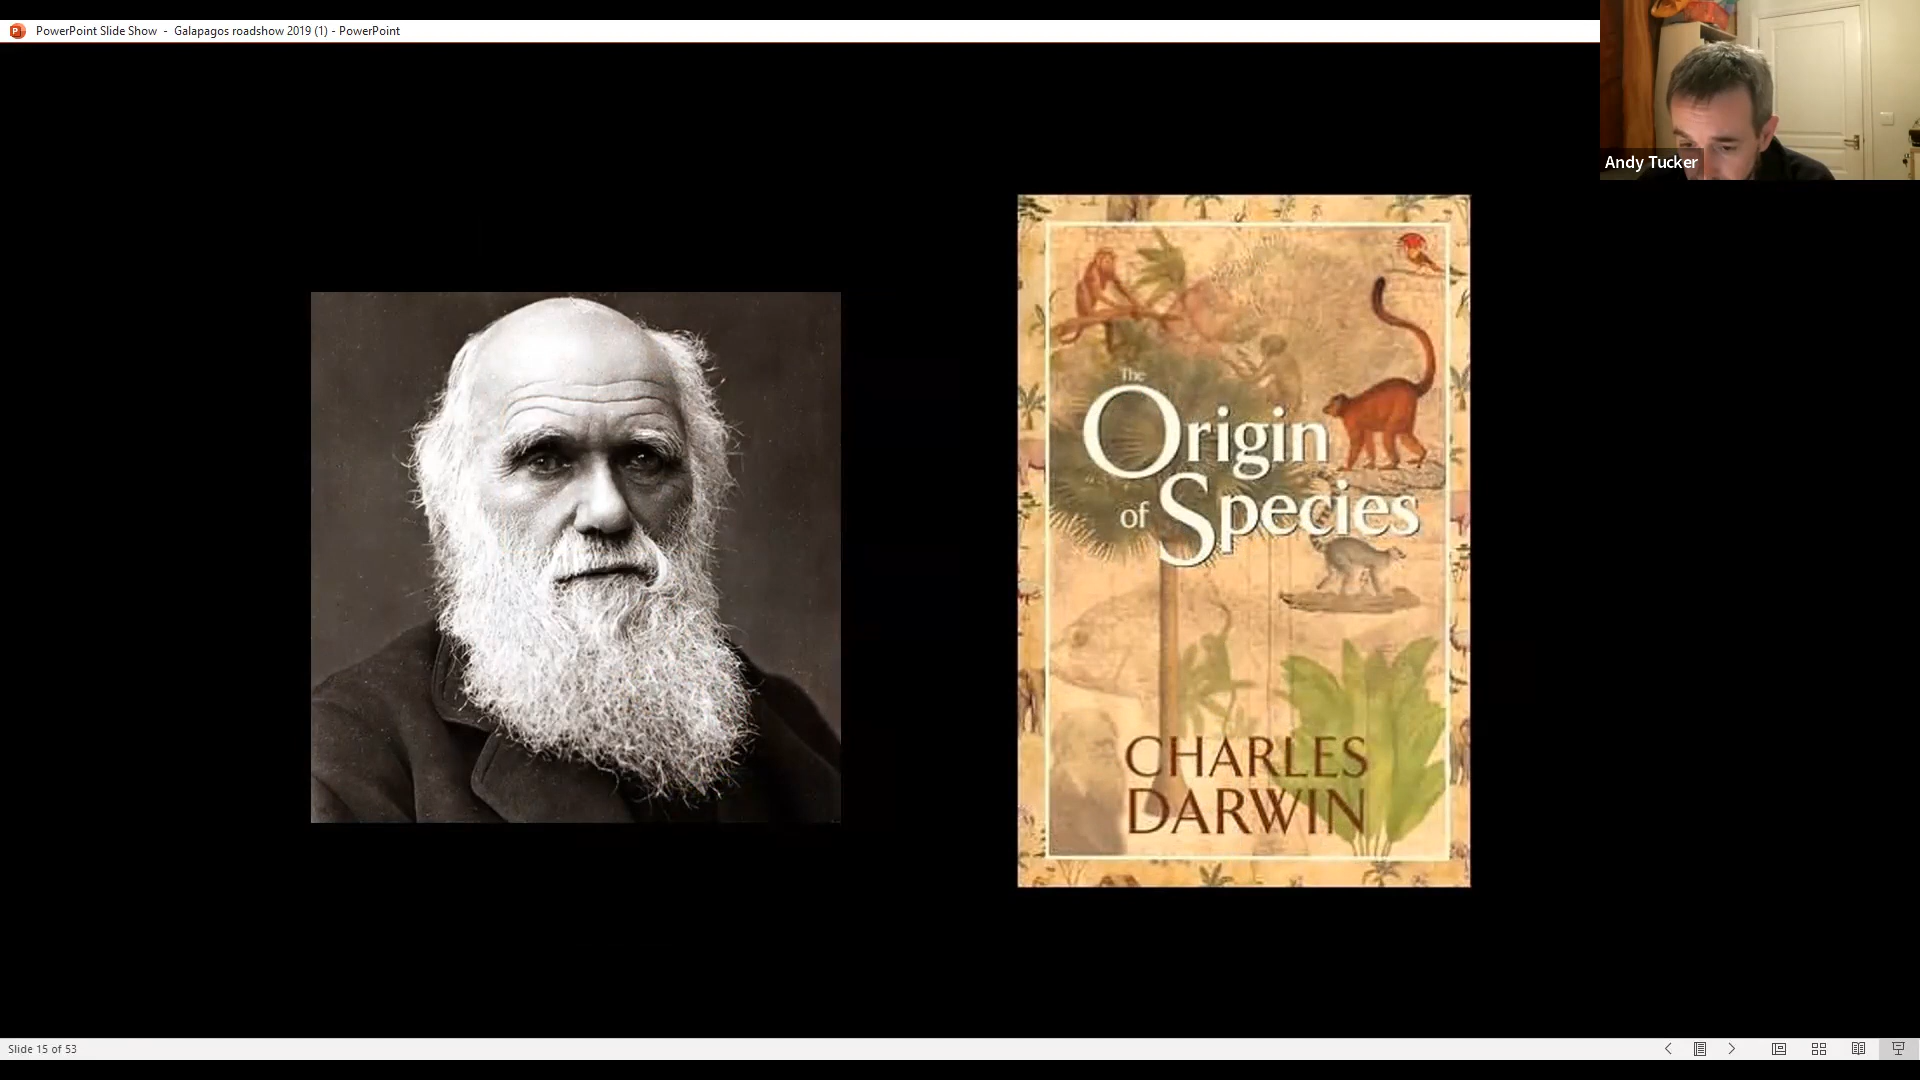 PowerPoint Slide Show - Galapagos roadshow 2019 (1) - PowerPoint
Andy Tucker
The
Origin
of Species
CHARLES
DARWIN
Slide 15 of 53